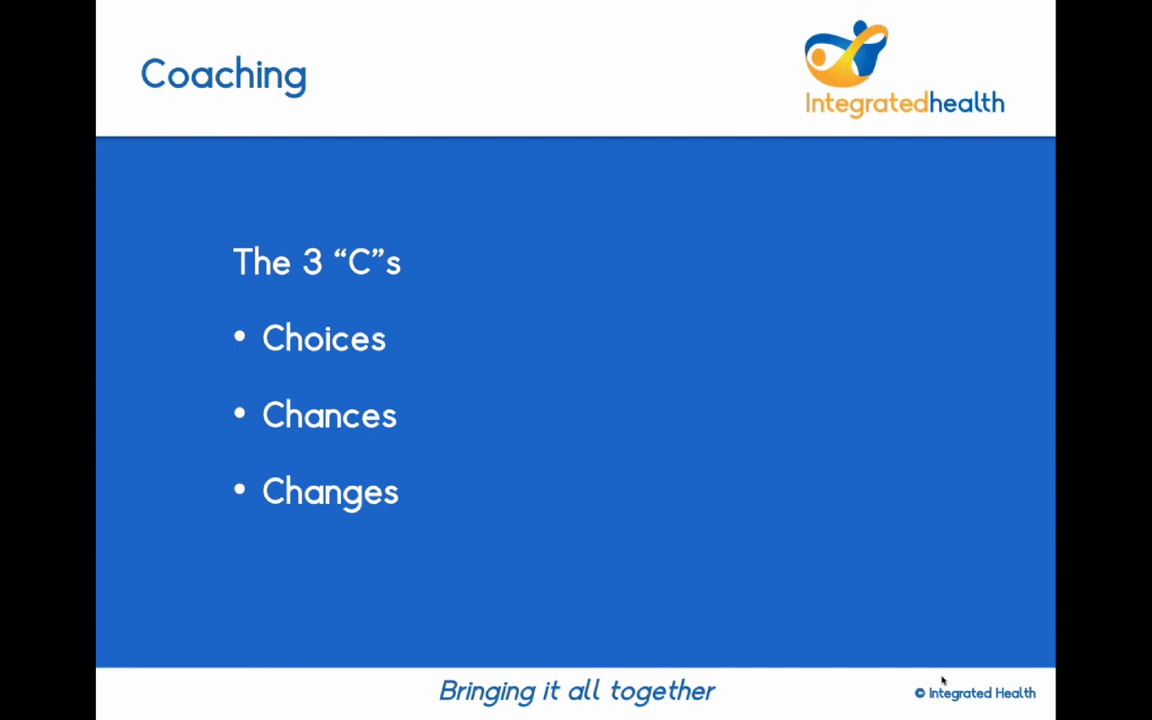 Coaching
Integratedhealth
The 3 “C”s
• Choices
• Chances
• Changes
Bringing it all together
© Integrated Health